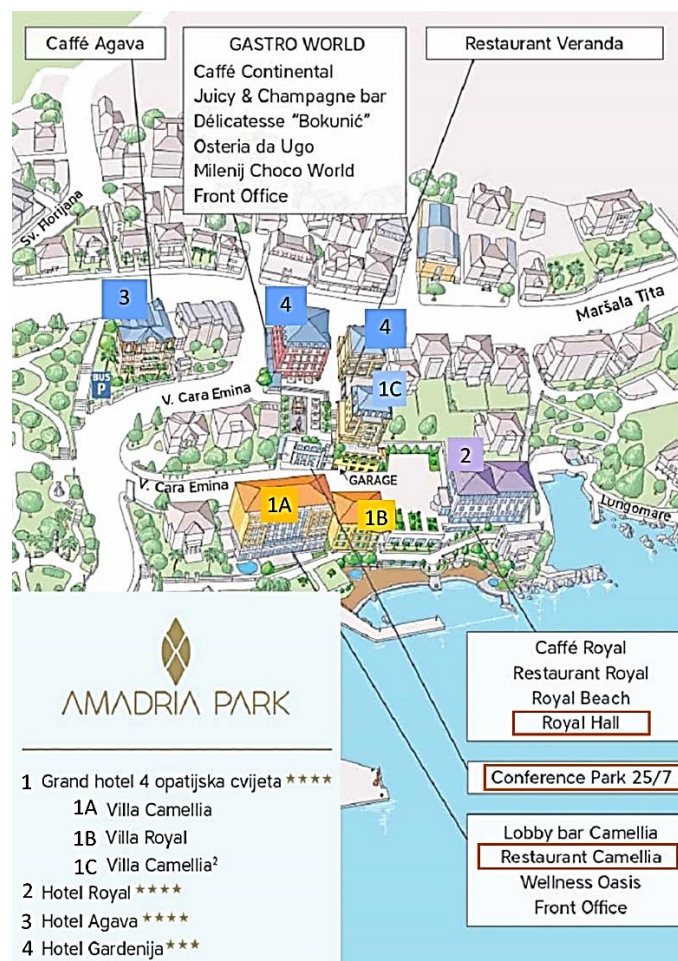 Caffé Agava
GASTRO WORLD
Caffé Continental
Juicy & Champagne bar
Délicatesse “Bokunić”
Osteria da Ugo
Milenij Choco World
Front Office
Restaurant Veranda
Sv. Florijana
Maršala Tita
3
4
4
BUS
P
V. Cara Emina
1C
2
GARAGE
V. Cara Emina
1A
1B
Lungomare
AMADRIA PARK
1 Grand hotel 4 opatijska cvijeta ★★★★
1A Villa Camellia
1B Villa Royal
1C Villa Camellia²
2 Hotel Royal ★★★★
3 Hotel Agava ★★★★
4 Hotel Gardenija ★★★
Caffé Royal
Restaurant Royal
Royal Beach
Royal Hall
Conference Park 25/7
Lobby bar Camellia
Restaurant Camellia
Wellness Oasis
Front Office